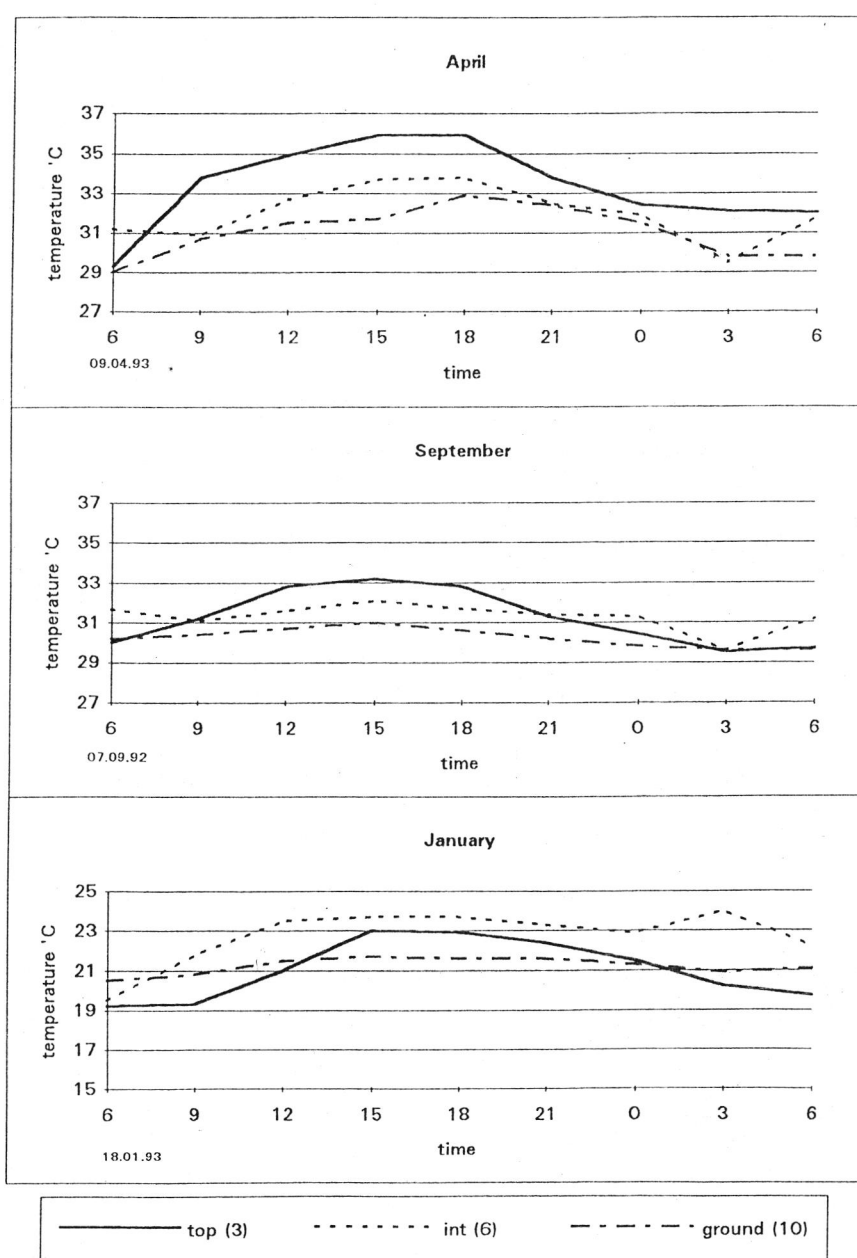 April
37
35
33
31
29
27
temperature 'C
6 9 12 15 18 21 0 3 6
09.04.93
time
September
37
35
33
31
29
27
temperature 'C
6 9 12 15 18 21 0 3 6
07.09.92
time
January
25
23
21
19
17
15
temperature 'C
6 9 12 15 18 21 0 3 6
18.01.93
time
top (3) int (6) ground (10)